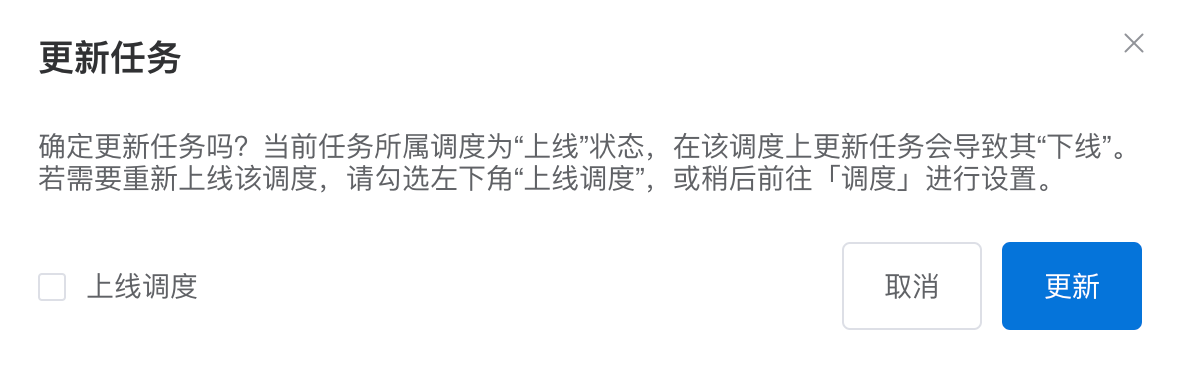 更新任务
确定更新任务吗？当前任务所属调度为“上线”状态，在该调度上更新任务会导致其“下线”。
若需要重新上线该调度，请勾选左下角“上线调度”，或稍后前往「调度」进行设置。
上线调度
取消
更新